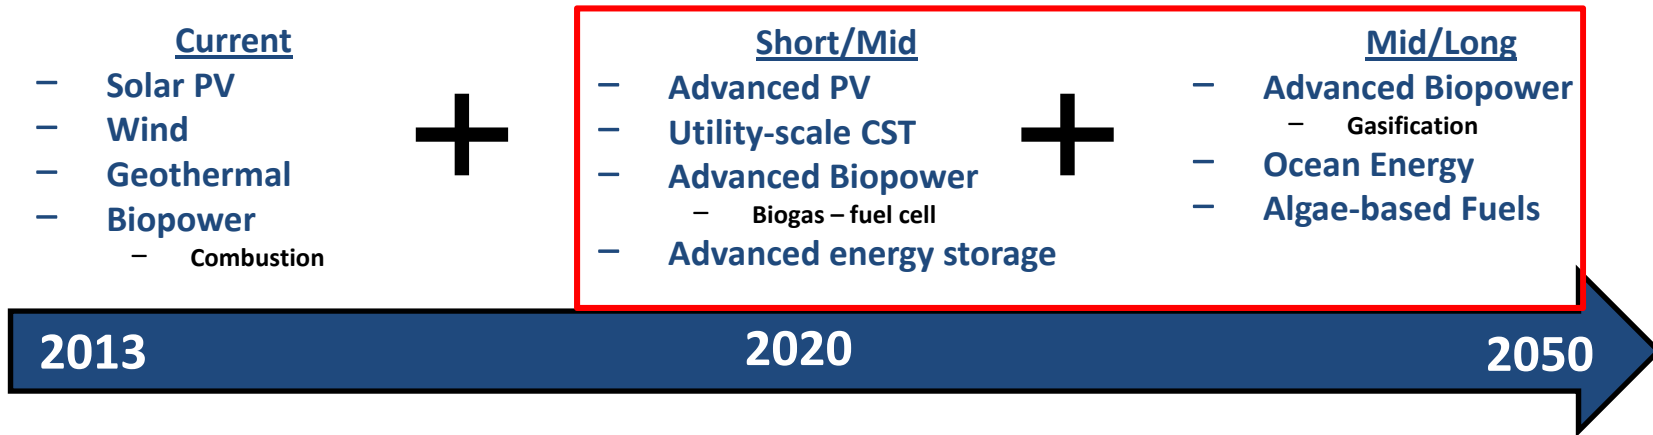 Current
– Solar PV
– Wind
– Geothermal
– Biopower
– Combustion
Short/Mid
– Advanced PV
– Utility-scale CST
– Advanced Biopower
– Biogas – fuel cell
– Advanced energy storage
Mid/Long
– Advanced Biopower
– Gasification
– Ocean Energy
– Algae-based Fuels
2013
2020
2050